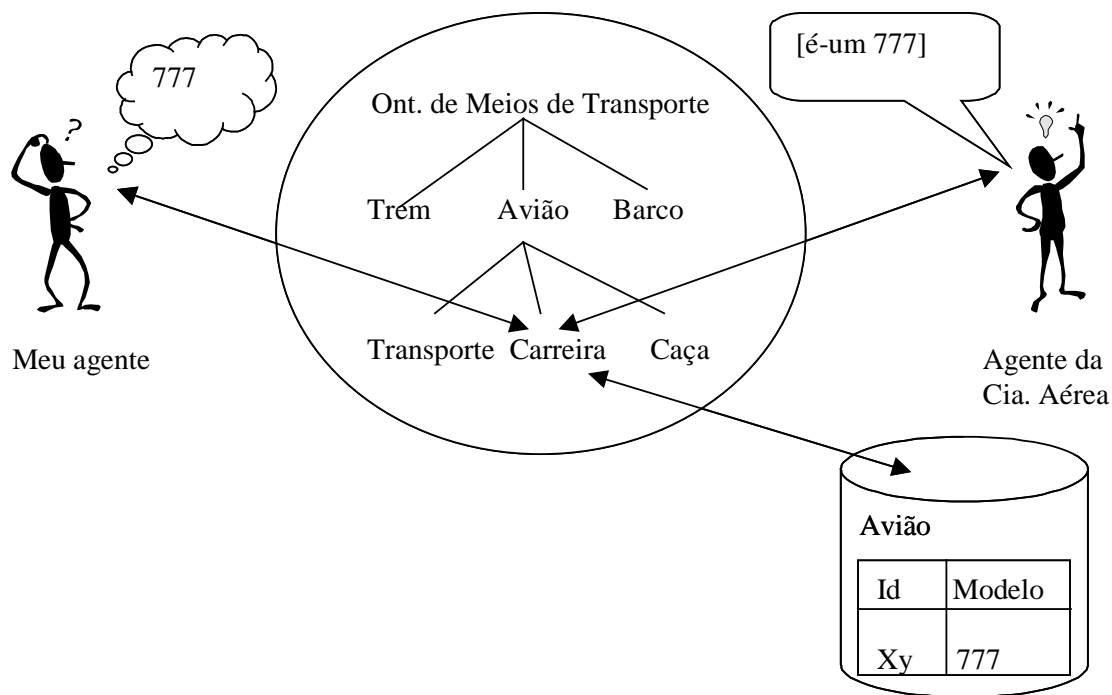 777
[é-um 777]
Ont. de Meios de Transporte
?
Trem Avião Barco
Transporte Carreira Caça
Meu agente
Agente da
Cia. Aérea
Avião
Id Modelo
Xy 777